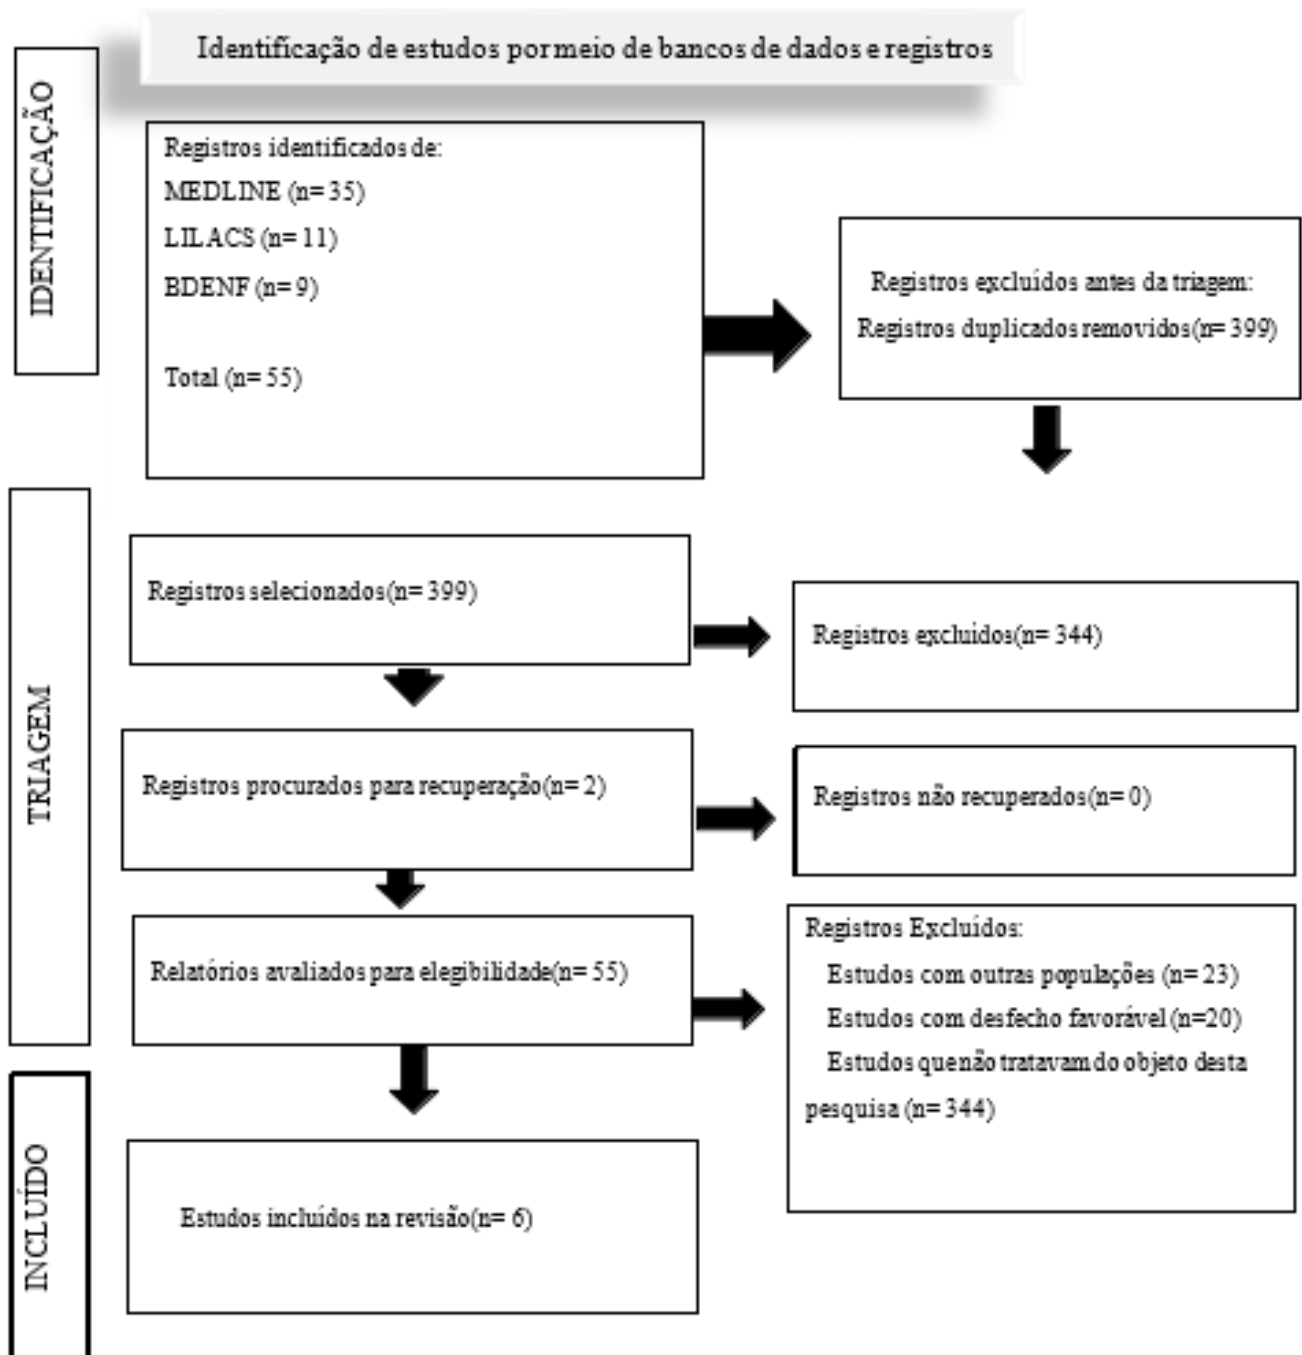 Identificação de estudos por meio de bancos de dados e registros
IDENTIFICAÇÃO
Registros identificados de:
MEDLINE (n= 35)
LILACS (n= 11)
BDENF (n= 9)
Total (n= 55)
Registros excluídos antes da triagem:
Registros duplicados removidos(n= 399)
TRIAGEM
Registros selecionados(n= 399)
Registros excluídos(n= 344)
Registros procurados para recuperação(n= 2)
Registros não recuperados(n= 0)
Relatórios avaliados para elegibilidade(n= 55)
Registros Excluídos:
Estudos com outras populações (n= 23)
Estudos com desfecho favorável (n=20)
Estudos que não tratavam do objeto desta
pesquisa (n= 344)
INCLUÍDO
Estudos incluídos na revisão(n= 6)